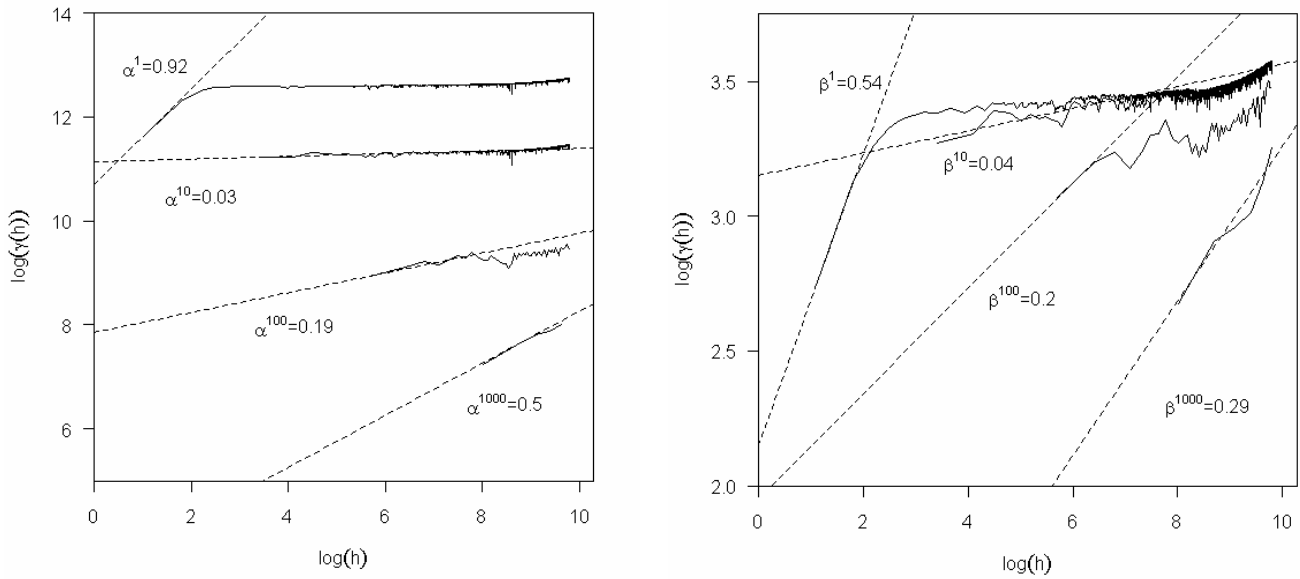 14
12
11
10
8
6
log(γ(h))
α¹=0.92
α¹⁰=0.03
α¹⁰⁰=0.19
α¹⁰⁰⁰=0.5
0 2 4 6 8 10
log(h)
3.5
3.0
2.5
2.0
log(γ(h))
β¹=0.54
β¹⁰=0.04
β¹⁰⁰=0.2
β¹⁰⁰⁰=0.29
0 2 4 6 8 10
log(h)